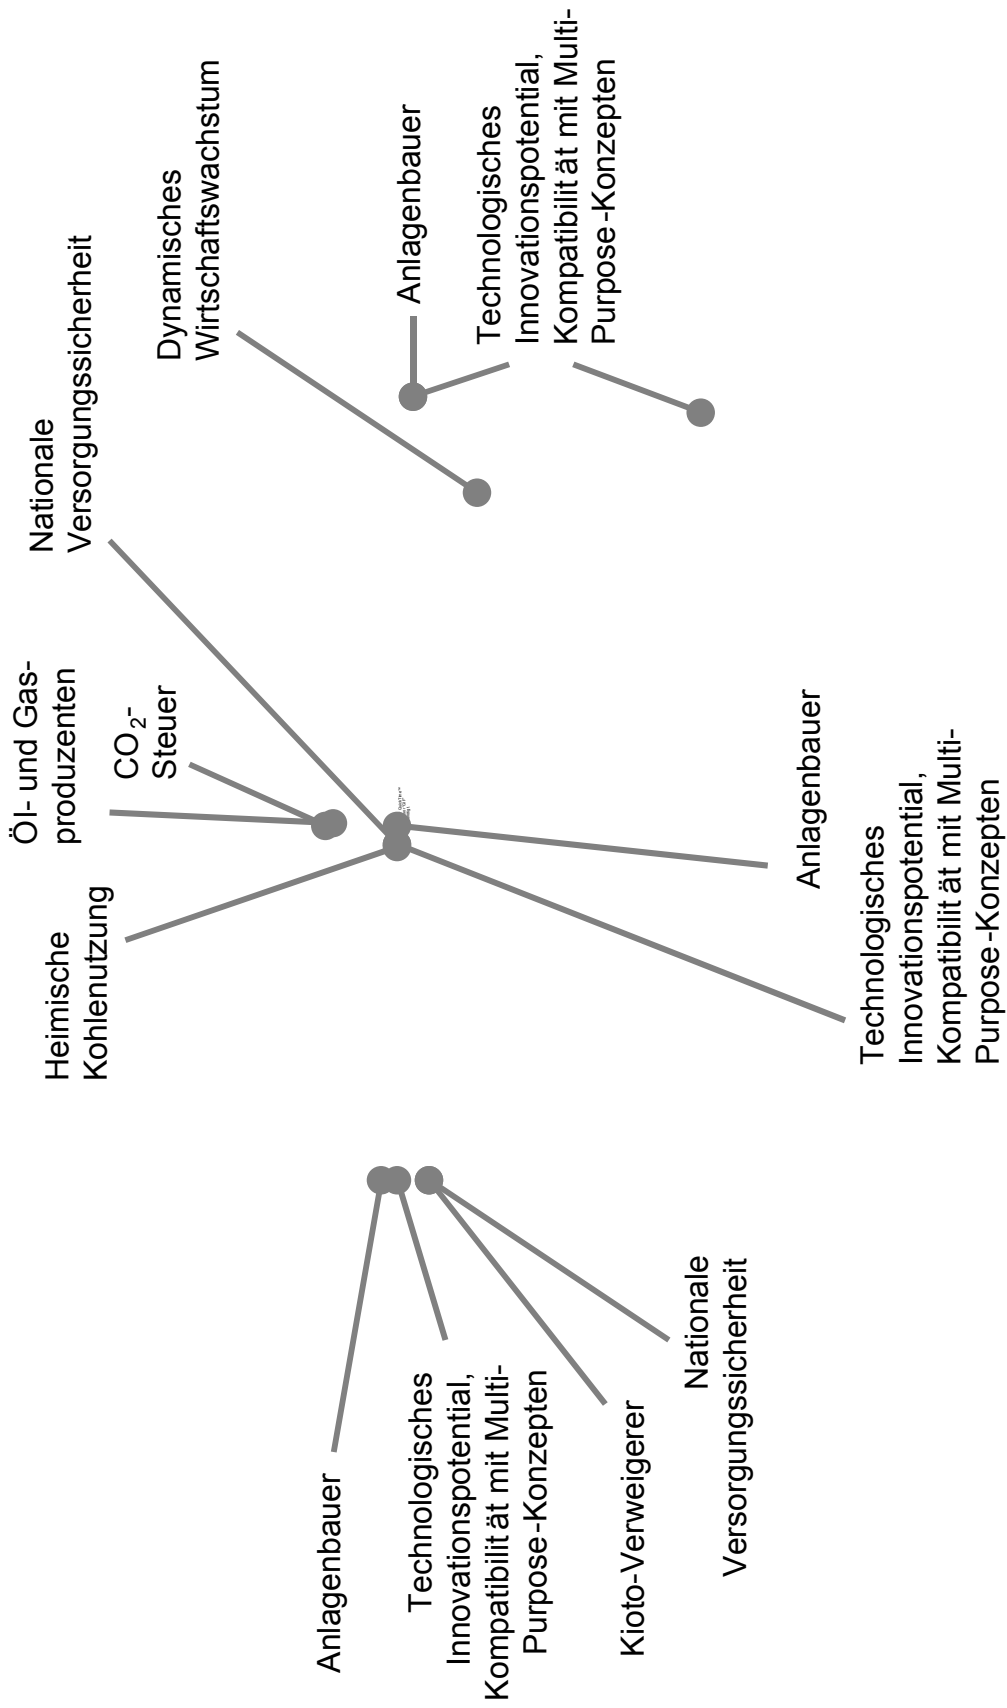 Öl- und Gas-
produzenten
Nationale
Versorgungssicherheit
Heimische
Kohlenutzung
CO₂-
Steuer
Dynamisches
Wirtschaftswachstum
Anlagenbauer
Anlagenbauer
Technologisches
Innovationspotential,
Kompatibilität mit Multi-
Purpose-Konzepten
Technologisches
Innovationspotential,
Kompatibilität mit Multi-
Purpose-Konzepten
Kioto-Verweigerer
Nationale
Versorgungssicherheit
Anlagenbauer
Technologisches
Innovationspotential,
Kompatibilität mit Multi-
Purpose-Konzepten